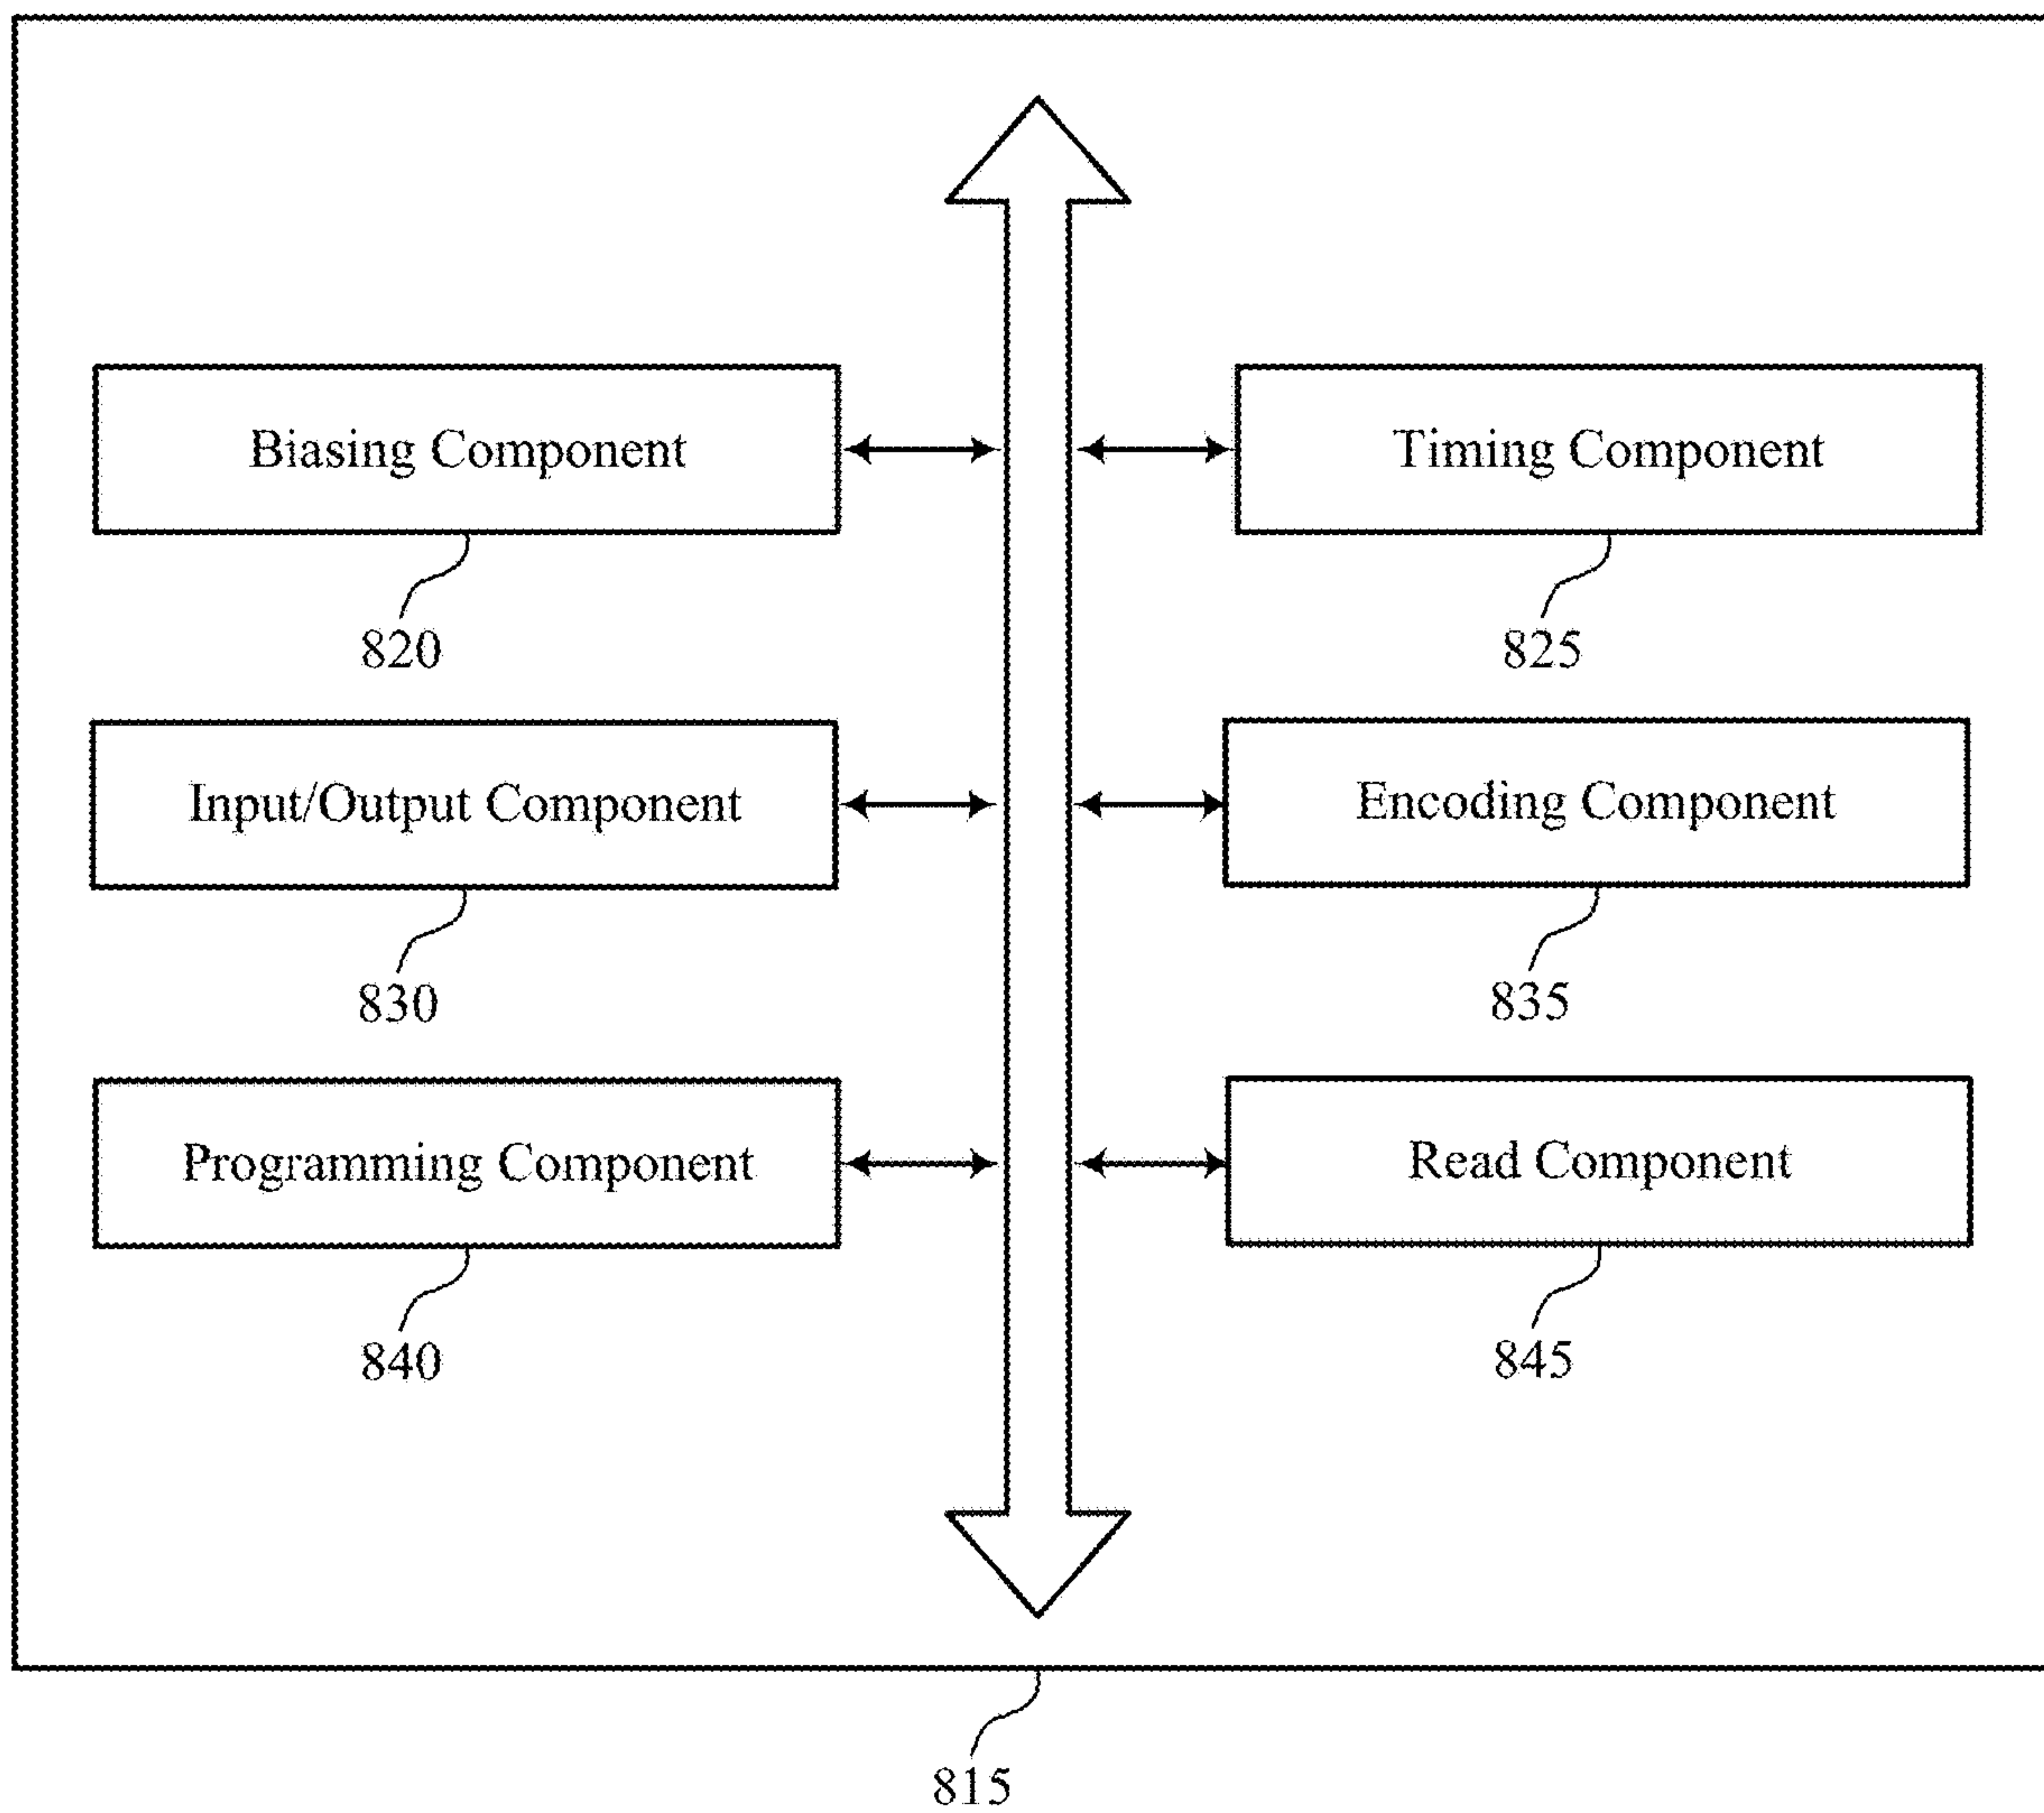 Biasing Component
Timing Component
820
825
Input/Output Component
Encoding Component
830
835
Programming Component
Read Component
840
845
815